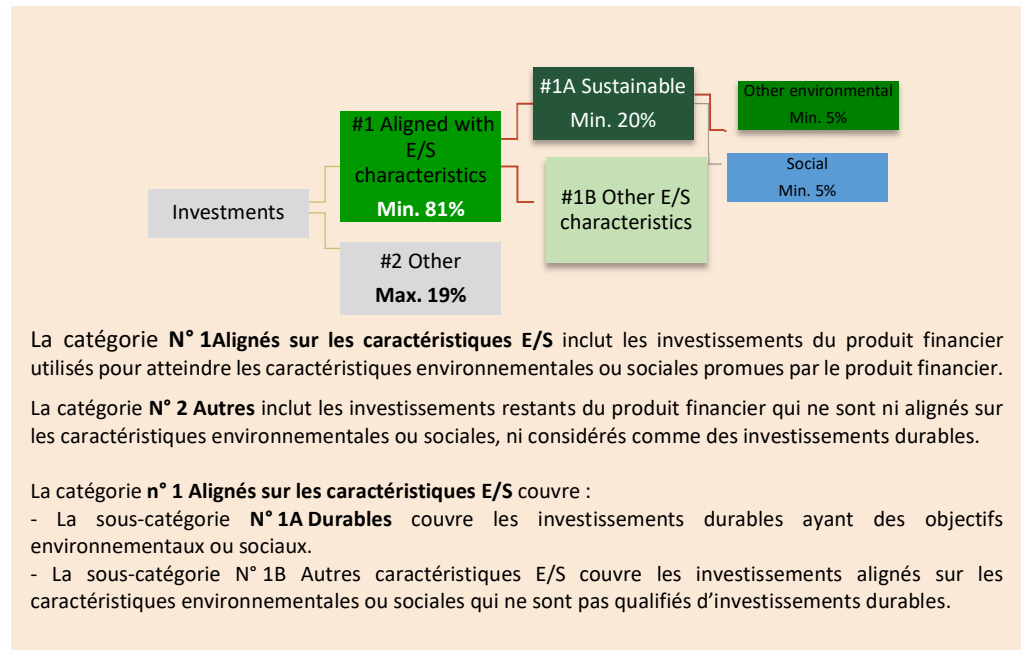 #1A Sustainable
Min. 20%
Other environmental
Min. 5%
#1 Aligned with
E/S
characteristics
Min. 81%
Social
Min. 5%
#1B Other E/S
characteristics
Investments
#2 Other
Max. 19%
La catégorie N° 1Alignés sur les caractéristiques E/S inclut les investissements du produit financier
utilisés pour atteindre les caractéristiques environnementales ou sociales promues par le produit financier.
La catégorie N° 2 Autres inclut les investissements restants du produit financier qui ne sont ni alignés sur
les caractéristiques environnementales ou sociales, ni considérés comme des investissements durables.
La catégorie n° 1 Alignés sur les caractéristiques E/S couvre :
- La sous-catégorie N° 1A Durables couvre les investissements durables ayant des objectifs
environnementaux ou sociaux.
- La sous-catégorie N° 1B Autres caractéristiques E/S couvre les investissements alignés sur les
caractéristiques environnementales ou sociales qui ne sont pas qualifiés d’investissements durables.